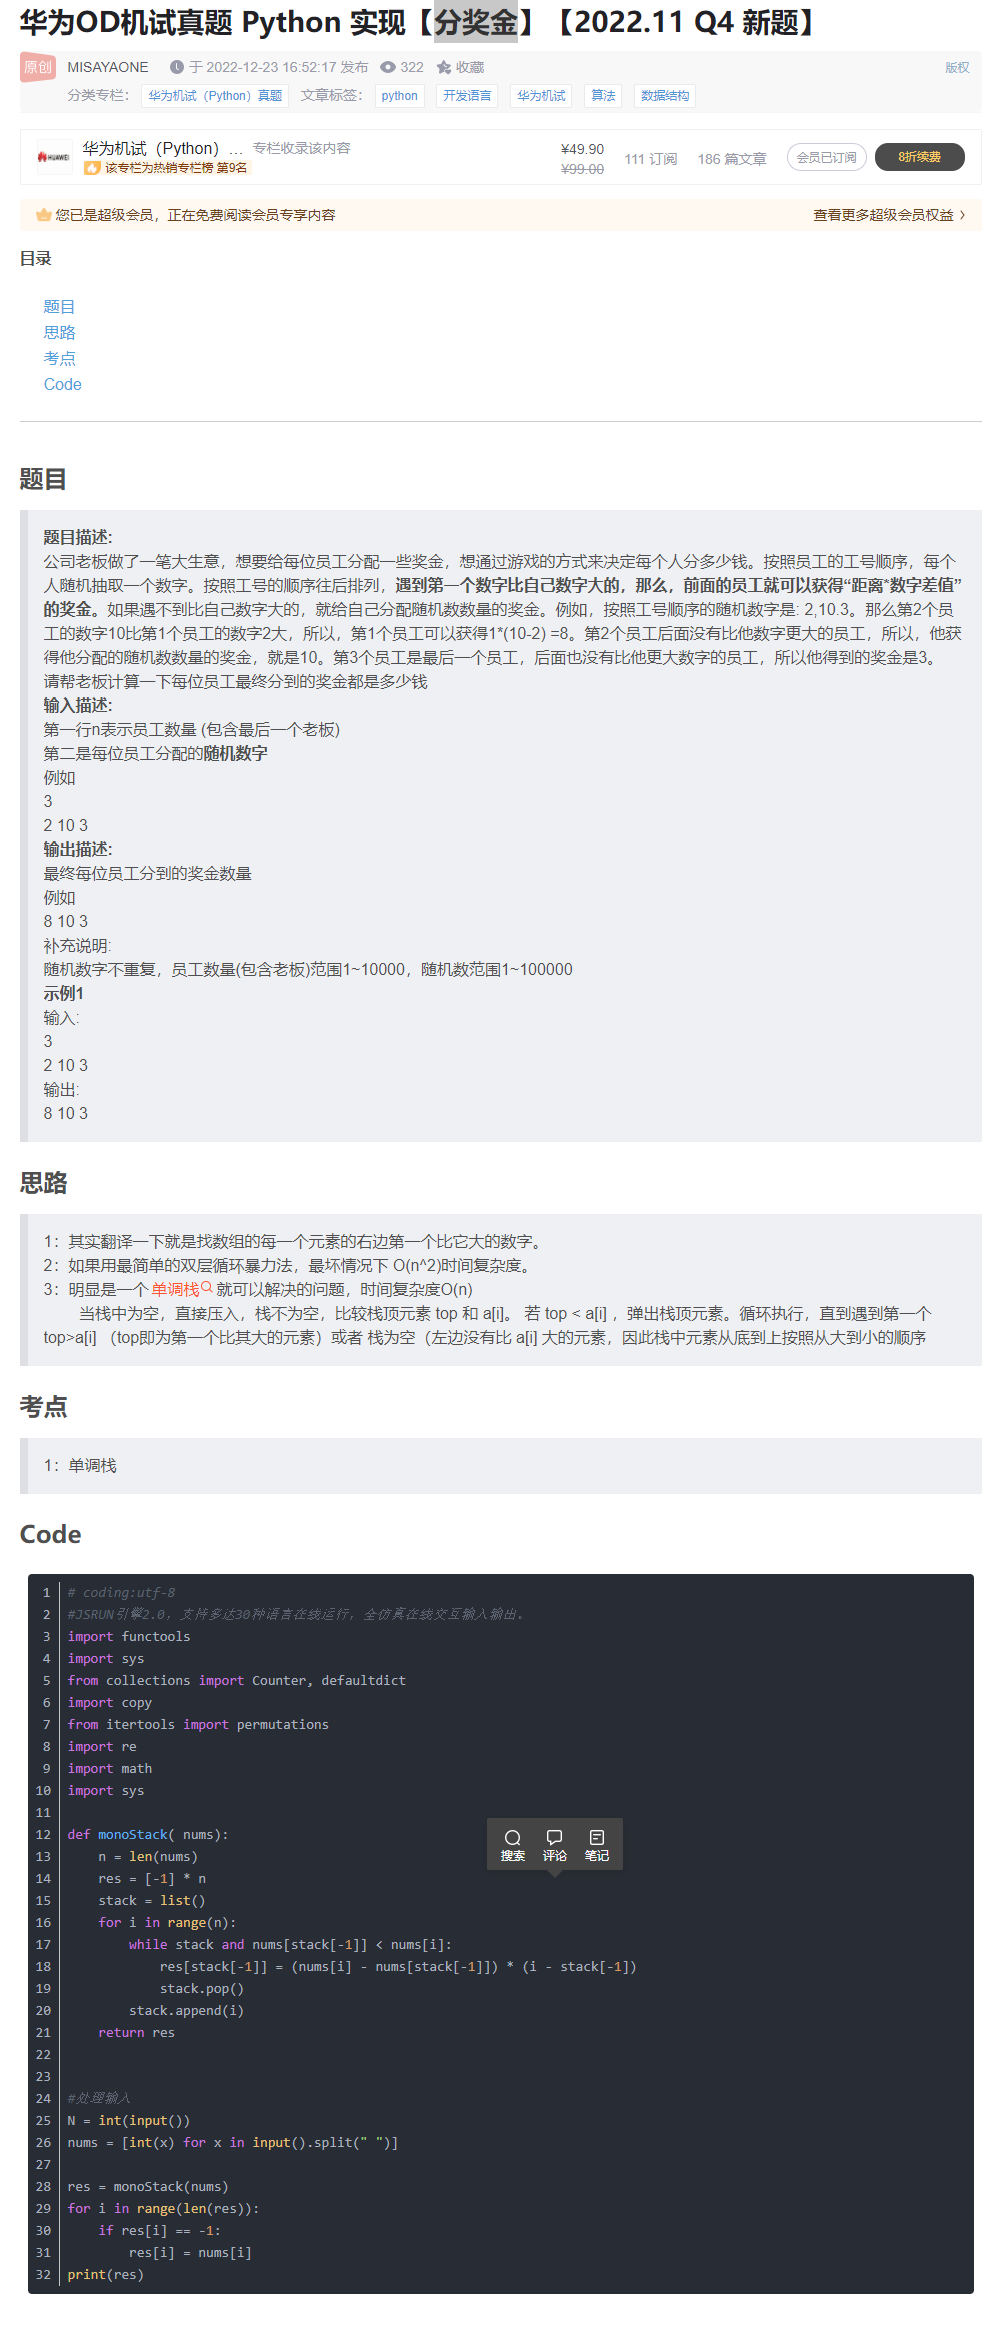 华为OD机试真题 Python 实现【分奖金】【2022.11 Q4 新题】
原创 MISAYAONE 于 2022-12-23 16:52:17 发布 322 收藏 版权
分类专栏： 华为机试（Python）真题 文章标签： python 开发语言 华为机试 算法 数据结构
HUAWEI 华为机试（Python）… 专栏收录该内容 ¥49.90 111 订阅 186 篇文章 会员已订阅 8折续费
该专栏为热销专栏榜 第9名 ¥99.00
您已是超级会员，正在免费阅读会员专享内容 查看更多超级会员权益
目录
题目
思路
考点
Code
题目
题目描述:
公司老板做了一笔大生意，想要给每位员工分配一些奖金，想通过游戏的方式来决定每个人分多少钱。按照员工的工号顺序，每个
人随机抽取一个数字。按照工号的顺序往后排列，遇到第一个数字比自己数字大的，那么，前面的员工就可以获得“距离*数字差值”
的奖金。如果遇不到比自己数字大的，就给自己分配随机数数量的奖金。例如，按照工号顺序的随机数字是: 2,10.3。那么第2个员
工的数字10比第1个员工的数字2大，所以，第1个员工可以获得1*(10-2) =8。第2个员工后面没有比他数字更大的员工，所以，他获
得他分配的随机数数量的奖金，就是10。第3个员工是最后一个员工，后面也没有比他更大数字的员工，所以他得到的奖金是3。
请帮老板计算一下每位员工最终分到的奖金都是多少钱
输入描述:
第一行n表示员工数量 (包含最后一个老板)
第二是每位员工分配的随机数字
例如
3
2 10 3
输出描述:
最终每位员工分到的奖金数量
例如
8 10 3
补充说明:
随机数字不重复，员工数量(包含老板)范围1~10000，随机数范围1~100000
示例1
输入:
3
2 10 3
输出:
8 10 3
思路
1：其实翻译一下就是找数组的每一个元素的右边第一个比它大的数字。
2：如果用最简单的双层循环暴力法，最坏情况下 O(n^2)时间复杂度。
3：明显是一个 单调栈 就可以解决的问题，时间复杂度O(n)
当栈中为空，直接压入，栈不为空，比较栈顶元素 top 和 a[i]。 若 top < a[i] ，弹出栈顶元素。循环执行，直到遇到第一个
top>a[i] （top即为第一个比其大的元素）或者 栈为空（左边没有比 a[i] 大的元素，因此栈中元素从底到上按照从大到小的顺序
考点
1：单调栈
Code
1 # coding:utf-8
2 #JSRUN引擎2.0，支持多达30种语言在线运行，全仿真在线交互输入输出。
3 import functools
4 import sys
5 from collections import Counter, defaultdict
6 import copy
7 from itertools import permutations
8 import re
9 import math
10 import sys
11
12 def monoStack( nums):
13 n = len(nums)
14 res = [-1] * n
15 stack = list()
16 for i in range(n):
17 while stack and nums[stack[-1]] < nums[i]:
18 res[stack[-1]] = (nums[i] - nums[stack[-1]]) * (i - stack[-1])
19 stack.pop()
20 stack.append(i)
21 return res
22
23
24 #处理输入
25 N = int(input())
26 nums = [int(x) for x in input().split(" ")]
27
28 res = monoStack(nums)
29 for i in range(len(res)):
30 if res[i] == -1:
31 res[i] = nums[i]
32 print(res)
搜索 评论 笔记